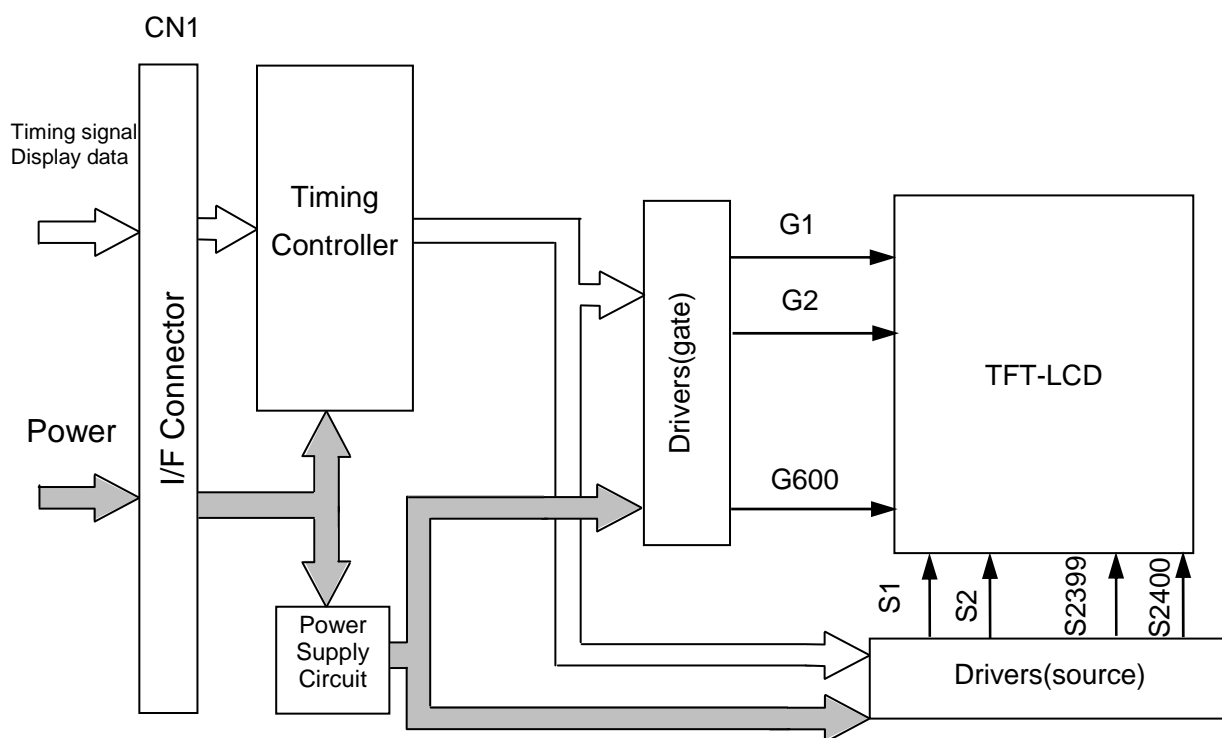 CN1
Timing signal
Display data
Power
I/F Connector
Timing
Controller
Power
Supply
Circuit
Drivers(gate)
G1
G2
G600
TFT-LCD
S1
S2
S2399
S2400
Drivers(source)